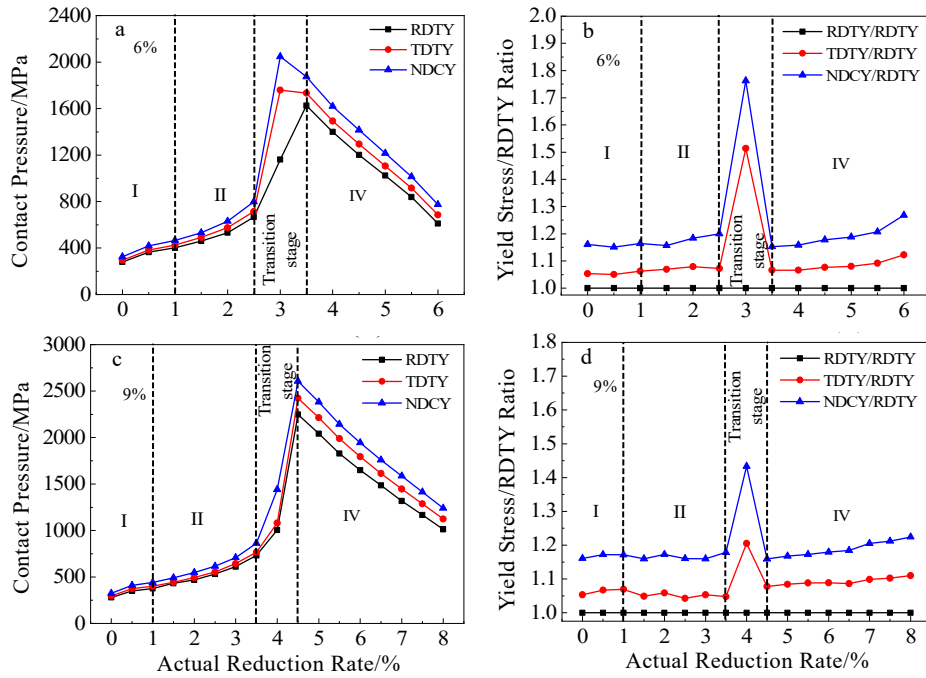 a
6%
RDTY
TDTY
NDCY
I
II
Transition
stage
IV
Contact Pressure/MPa
2400
2000
1600
1200
800
400
0
0 1 2 3 4 5 6
b
6%
RDTY/RDTY
TDTY/RDTY
NDCY/RDTY
I
II
Transition
stage
IV
Yield Stress/RDTY Ratio
2.0
1.9
1.8
1.7
1.6
1.5
1.4
1.3
1.2
1.1
1.0
0 1 2 3 4 5 6
c
9%
RDTY
TDTY
NDCY
I
II
Transition
stage
IV
Contact Pressure/MPa
3000
2500
2000
1500
1000
500
0
0 1 2 3 4 5 6 7 8
Actual Reduction Rate/%
d
9%
RDTY/RDTY
TDTY/RDTY
NDCY/RDTY
I
II
Transition
stage
IV
Yield Stress/RDTY Ratio
1.8
1.7
1.6
1.5
1.4
1.3
1.2
1.1
1.0
0 1 2 3 4 5 6 7 8
Actual Reduction Rate/%